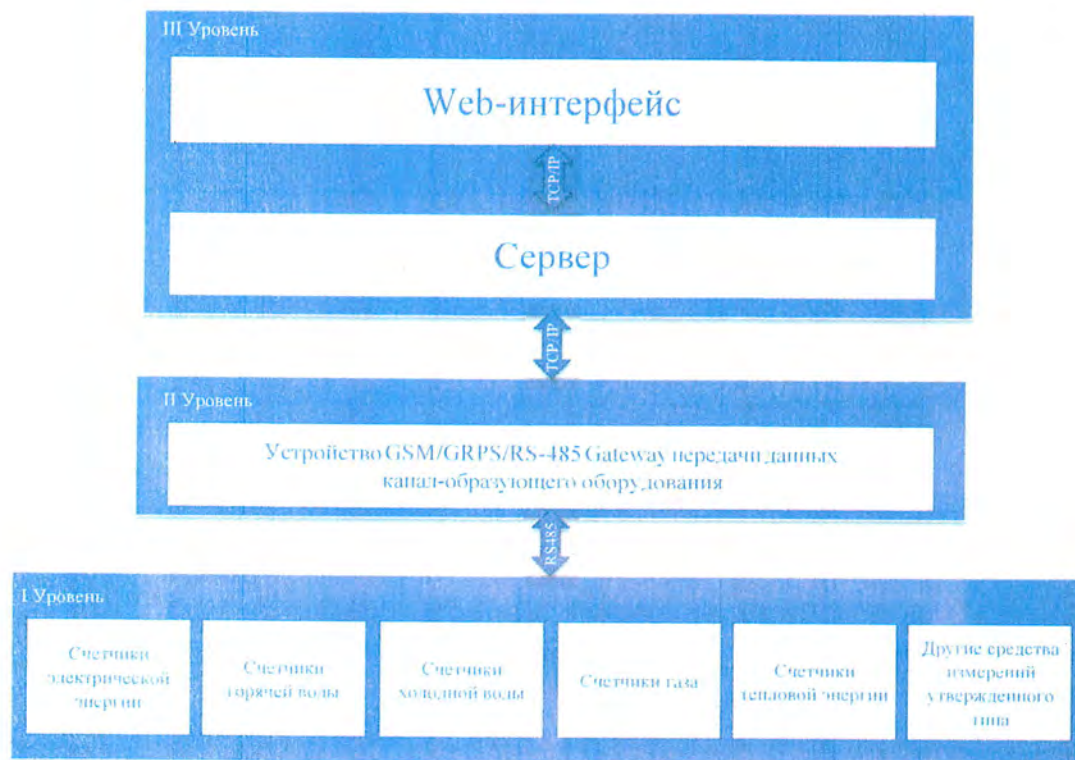 III Уровень
Web-интерфейс
TCP/IP
Сервер
TCP/IP
II Уровень
Устройство GSM/GRPS/RS-485 Gateway передачи данных
канал-образующего оборудования
RS485
I Уровень
Счетчики
электрической
энергии
Счетчики
горячей воды
Счетчики
холодной воды
Счетчики газа
Счетчики
тепловой энергии
Другие средства
измерений
утвержденного
типа